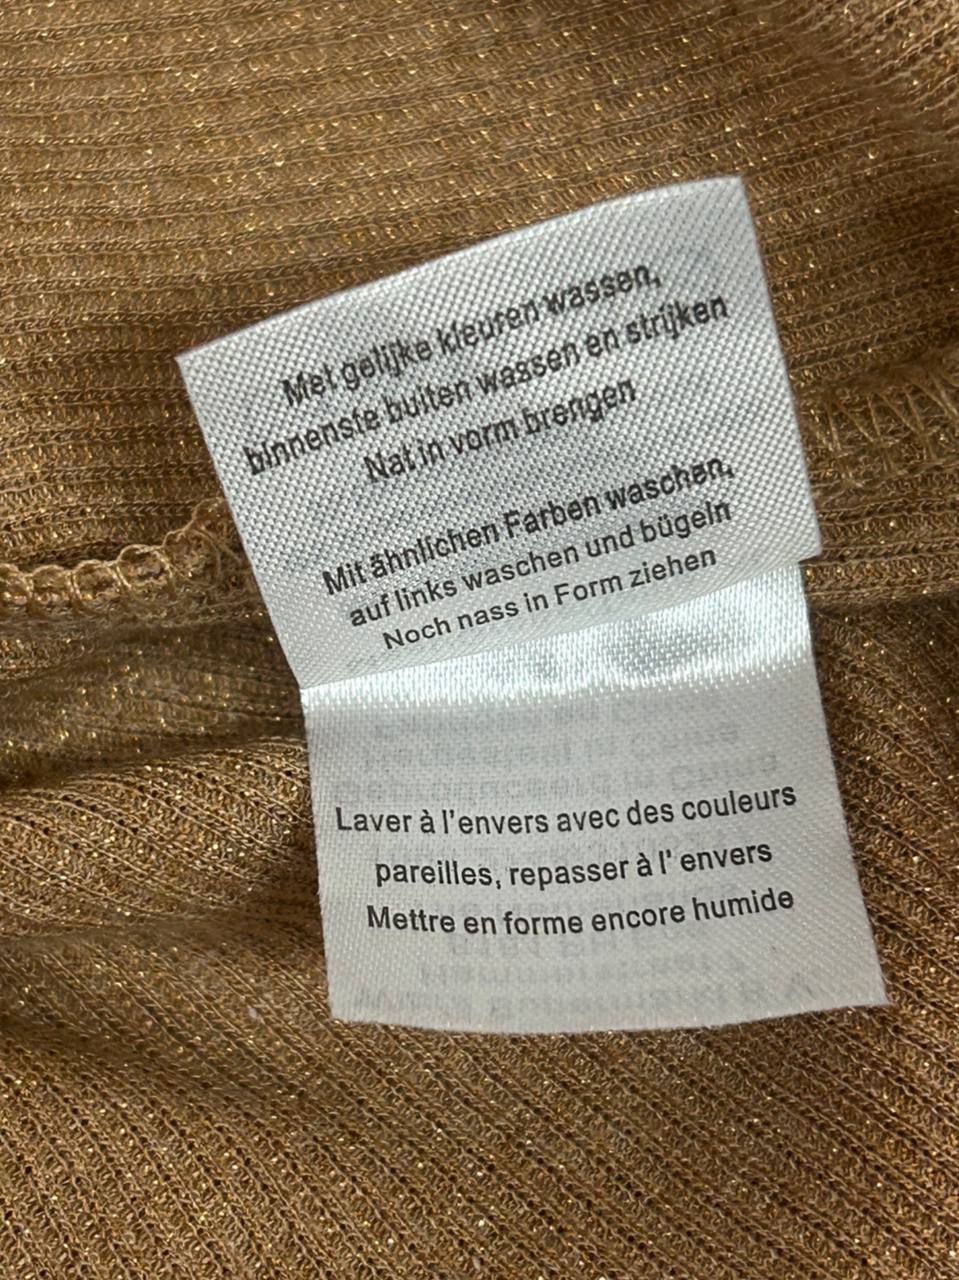 Met gelijke kleuren wassen,
binnenste buiten wassen en strijken
Nat in vorm brengen
Mit ähnlichen Farben waschen,
auf links waschen und bügeln
Noch nass in Form ziehen
Laver à l'envers avec des couleurs
pareilles, repasser à l' envers
Mettre en forme encore humide